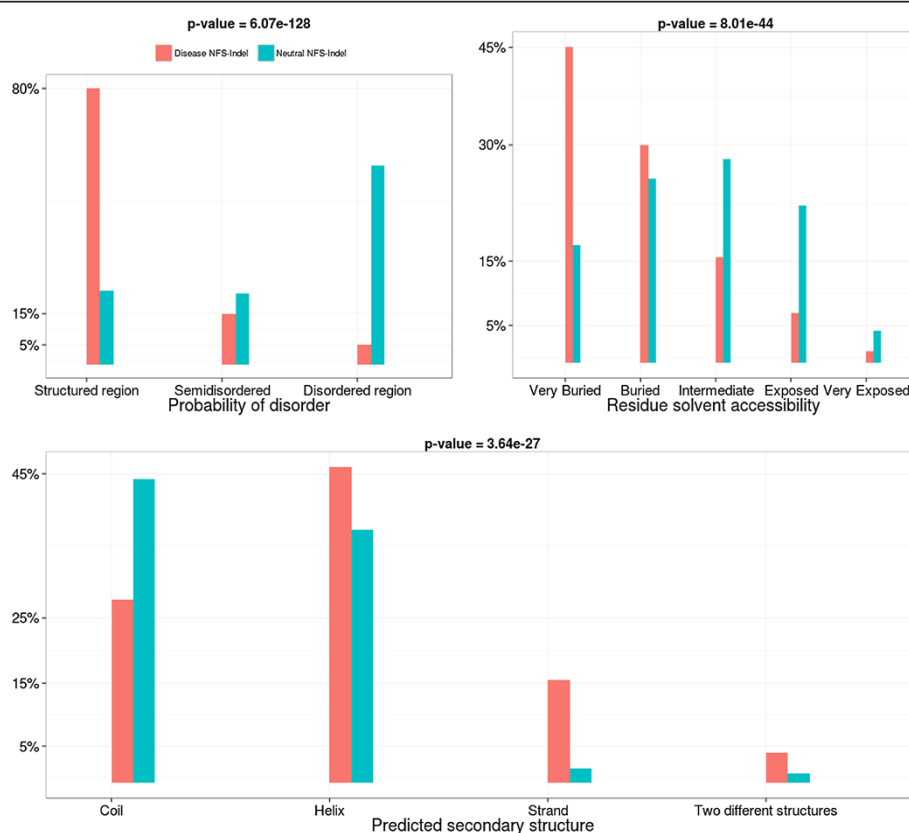 p-value = 6.07e-128
Disease NFS-Indel Neutral NFS-Indel
80%
15%
5%
Structured region Semidisordered Disordered region
Probability of disorder
p-value = 8.01e-44
45%
30%
15%
5%
Very Buried Buried Intermediate Exposed Very Exposed
Residue solvent accessibility
p-value = 3.64e-27
45%
25%
15%
5%
Coil Helix Strand Two different structures
Predicted secondary structure